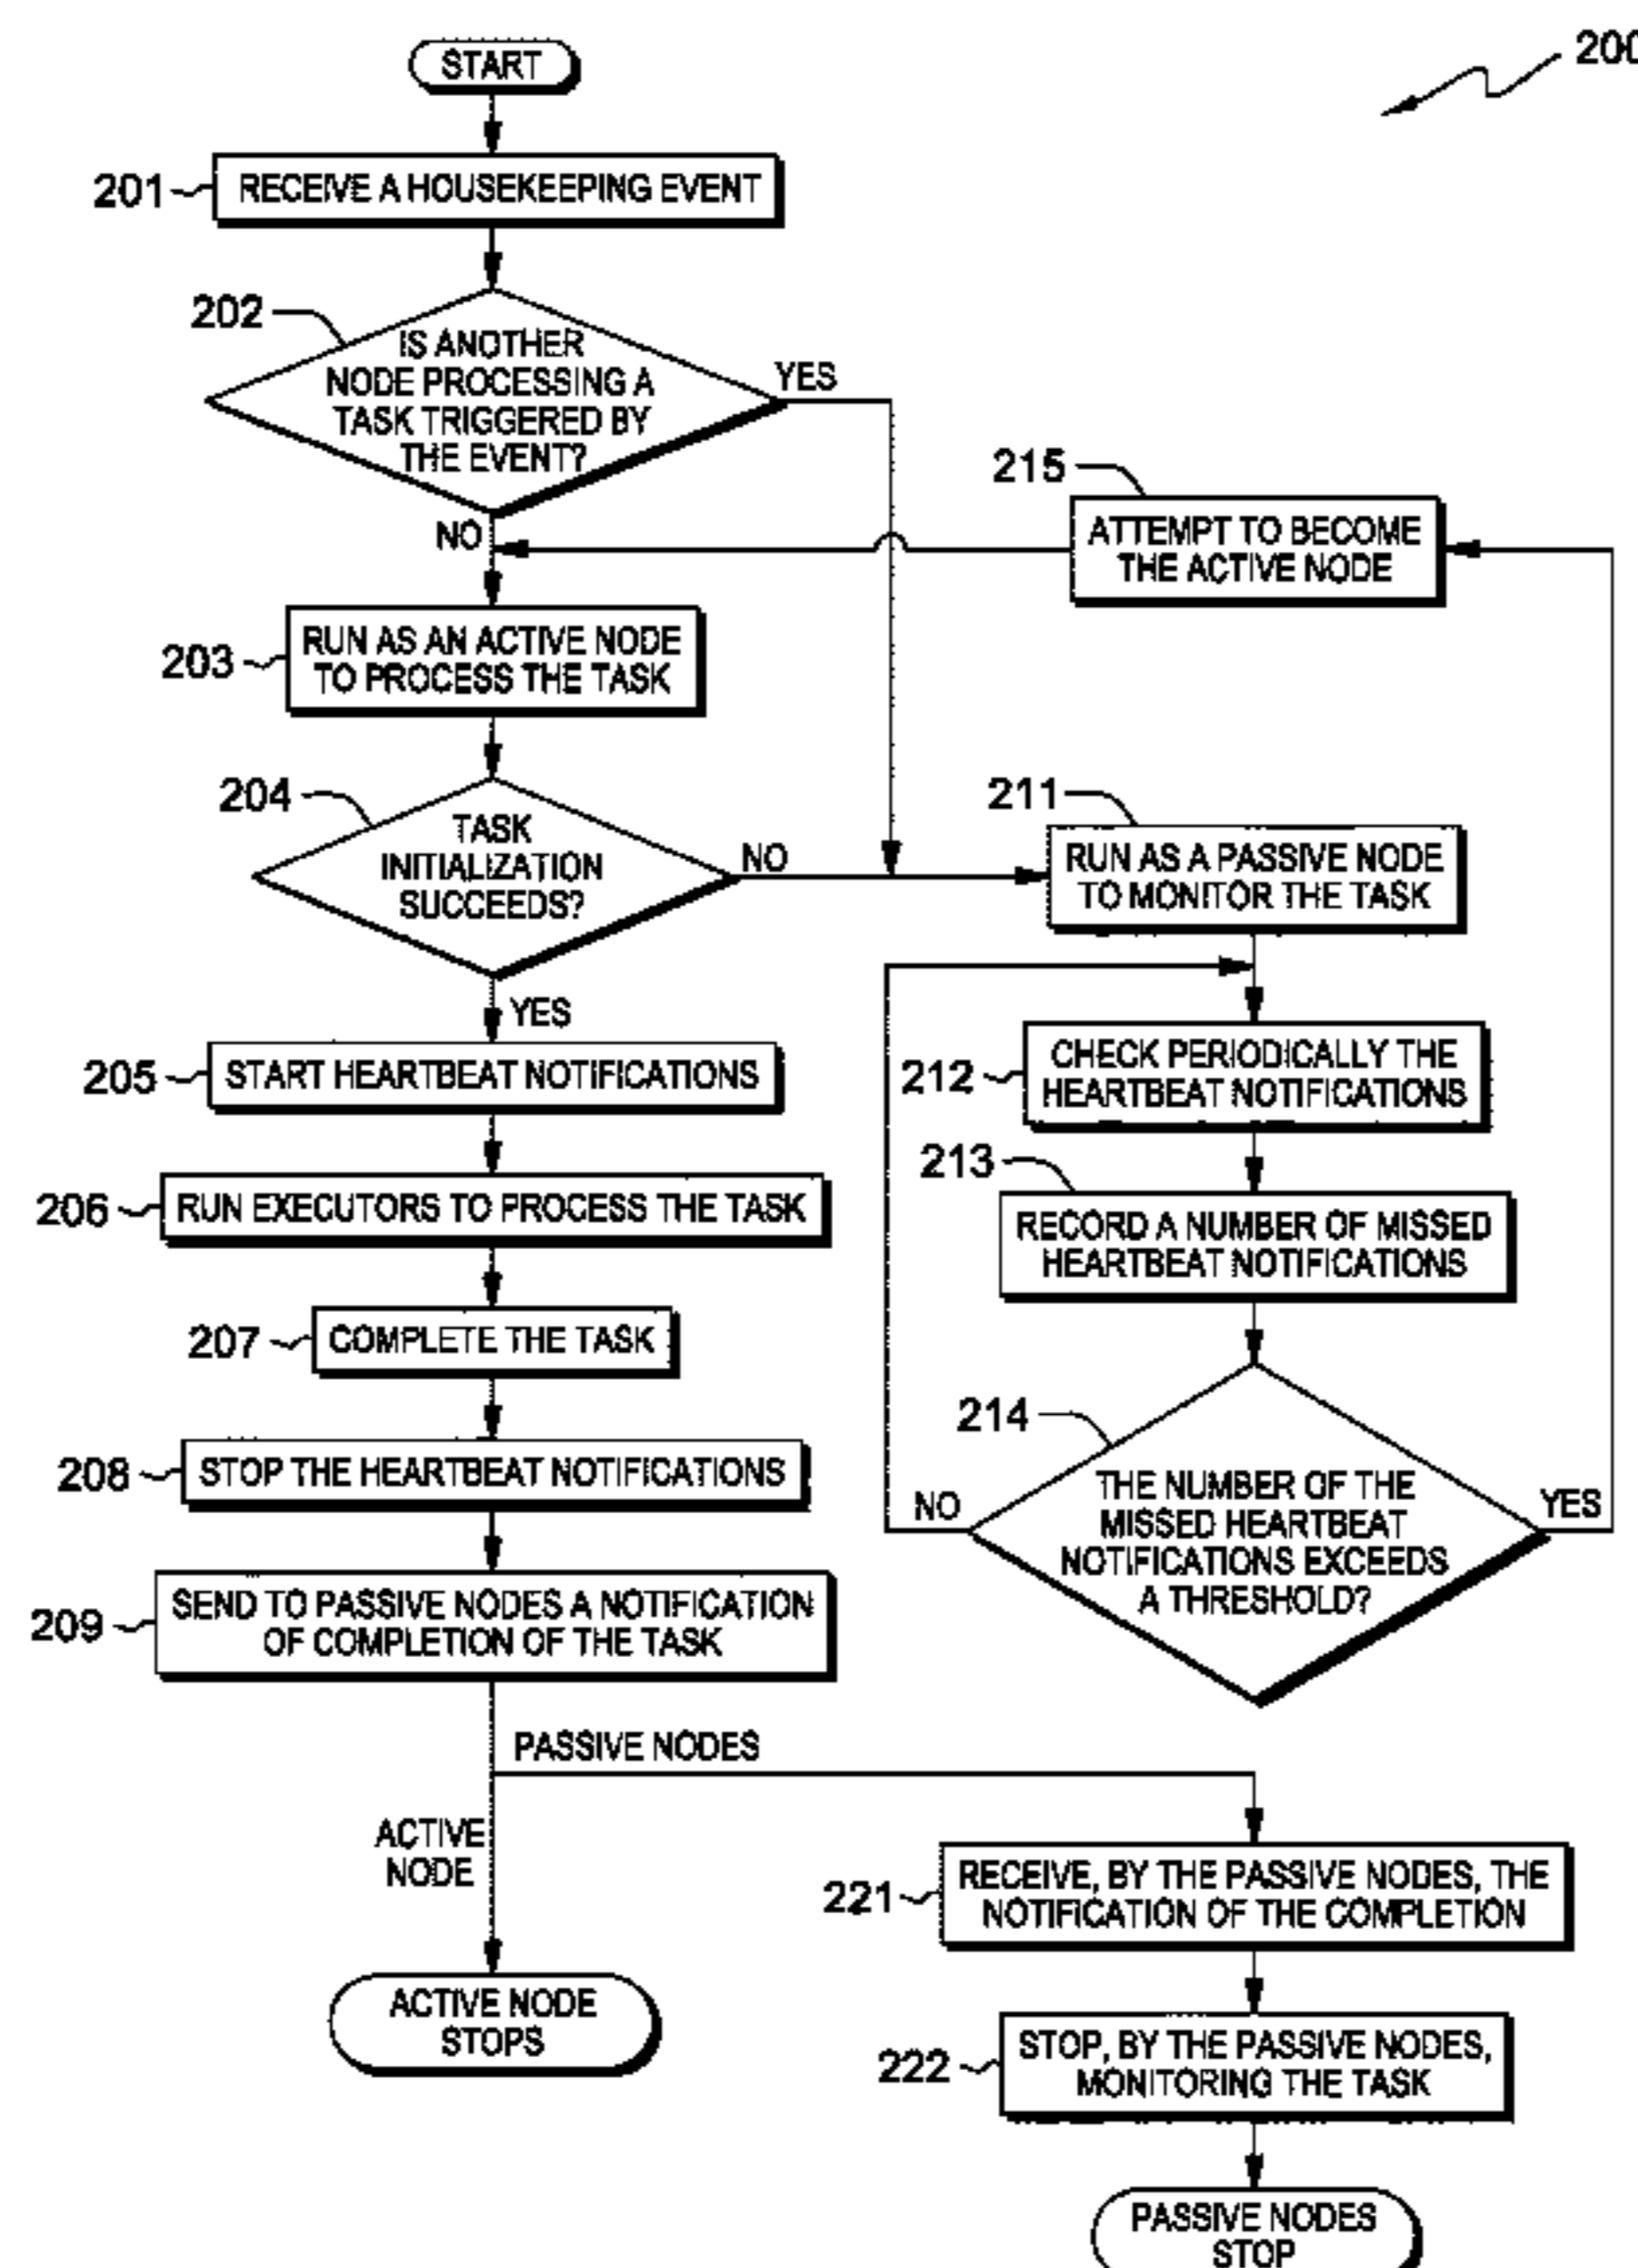 START
200
201
RECEIVE A HOUSEKEEPING EVENT
202
IS ANOTHER
NODE PROCESSING A
TASK TRIGGERED BY
THE EVENT?
YES
NO
215
ATTEMPT TO BECOME
THE ACTIVE NODE
203
RUN AS AN ACTIVE NODE
TO PROCESS THE TASK
204
TASK
INITIALIZATION
SUCCEEDS?
NO
YES
211
RUN AS A PASSIVE NODE
TO MONITOR THE TASK
205
START HEARTBEAT NOTIFICATIONS
212
CHECK PERIODICALLY THE
HEARTBEAT NOTIFICATIONS
206
RUN EXECUTORS TO PROCESS THE TASK
213
RECORD A NUMBER OF MISSED
HEARTBEAT NOTIFICATIONS
207
COMPLETE THE TASK
214
THE NUMBER OF THE
MISSED HEARTBEAT
NOTIFICATIONS EXCEEDS
A THRESHOLD?
NO
YES
208
STOP THE HEARTBEAT NOTIFICATIONS
209
SEND TO PASSIVE NODES A NOTIFICATION
OF COMPLETION OF THE TASK
PASSIVE NODES
ACTIVE
NODE
221
RECEIVE, BY THE PASSIVE NODES, THE
NOTIFICATION OF THE COMPLETION
ACTIVE NODE
STOPS
222
STOP, BY THE PASSIVE NODES,
MONITORING THE TASK
PASSIVE NODES
STOP